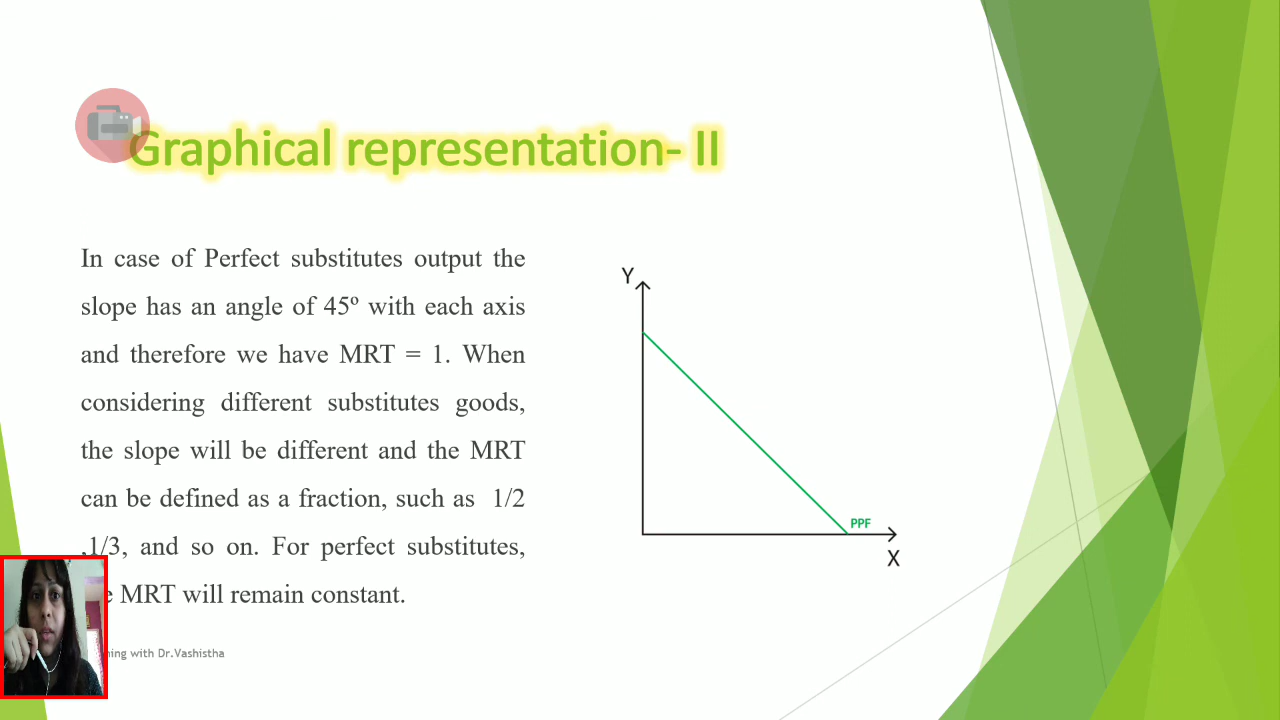 Graphical representation- II
In case of Perfect substitutes output the
slope has an angle of 45º with each axis
and therefore we have MRT = 1. When
considering different substitutes goods,
the slope will be different and the MRT
can be defined as a fraction, such as 1/2
,1/3, and so on. For perfect substitutes,
MRT will remain constant.
Y
PPF
X
with Dr.Vashistha